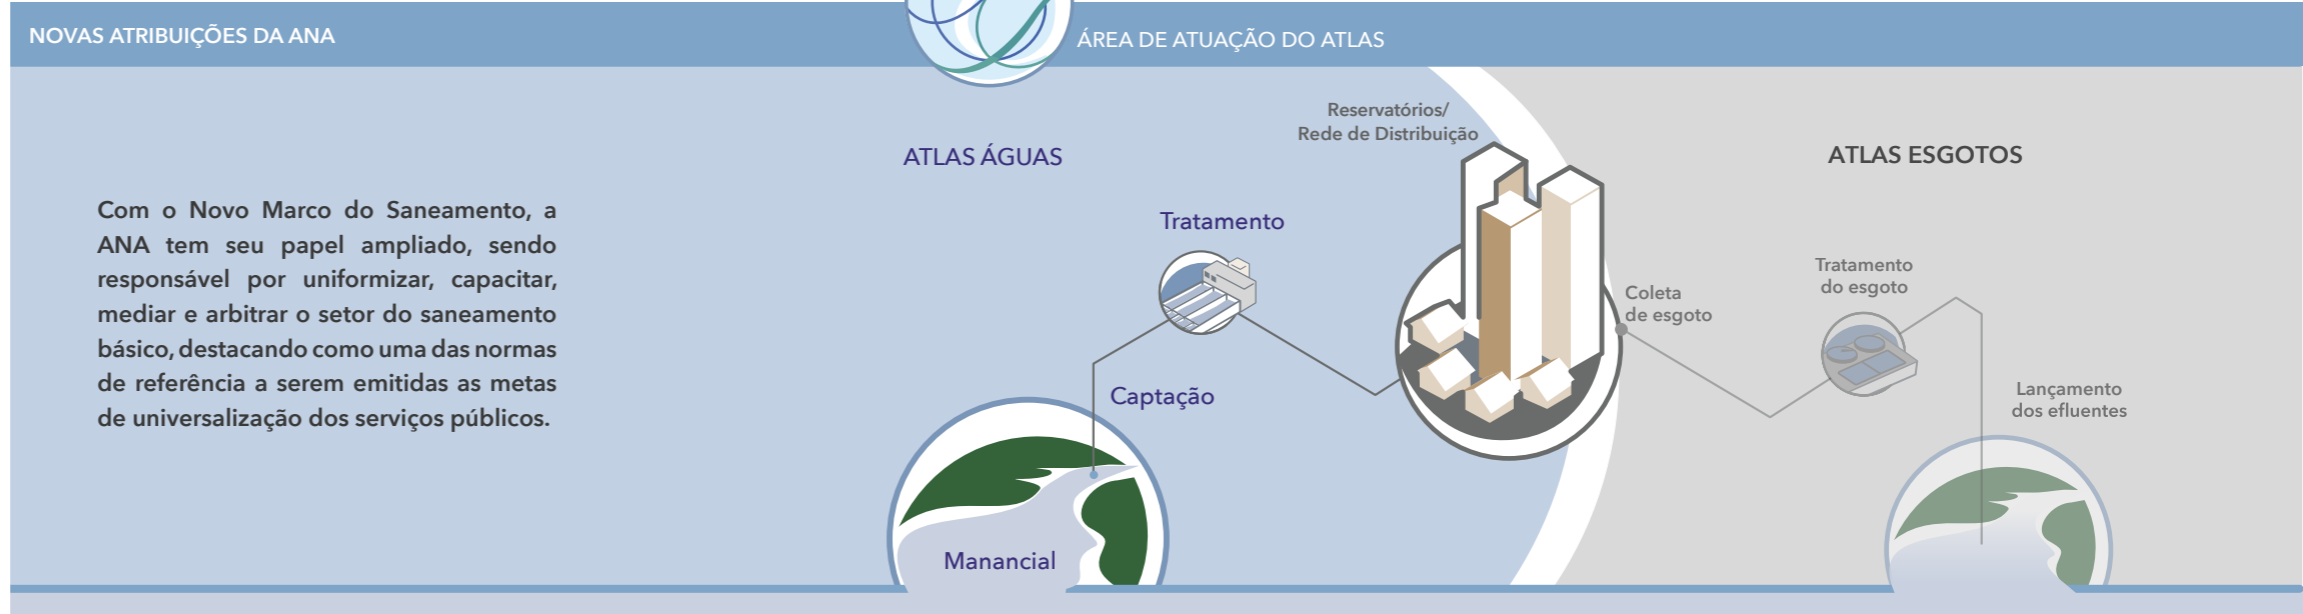 NOVAS ATRIBUIÇÕES DA ANA
ÁREA DE ATUAÇÃO DO ATLAS
Com o Novo Marco do Saneamento, a
ANA tem seu papel ampliado, sendo
responsável por uniformizar, capacitar,
mediar e arbitrar o setor do saneamento
básico, destacando como uma das normas
de referência a serem emitidas as metas
de universalização dos serviços públicos.
ATLAS ÁGUAS
Reservatórios/
Rede de Distribuição
Tratamento
Captação
Manancial
ATLAS ESGOTOS
Coleta
de esgoto
Tratamento
do esgoto
Lançamento
dos efluentes